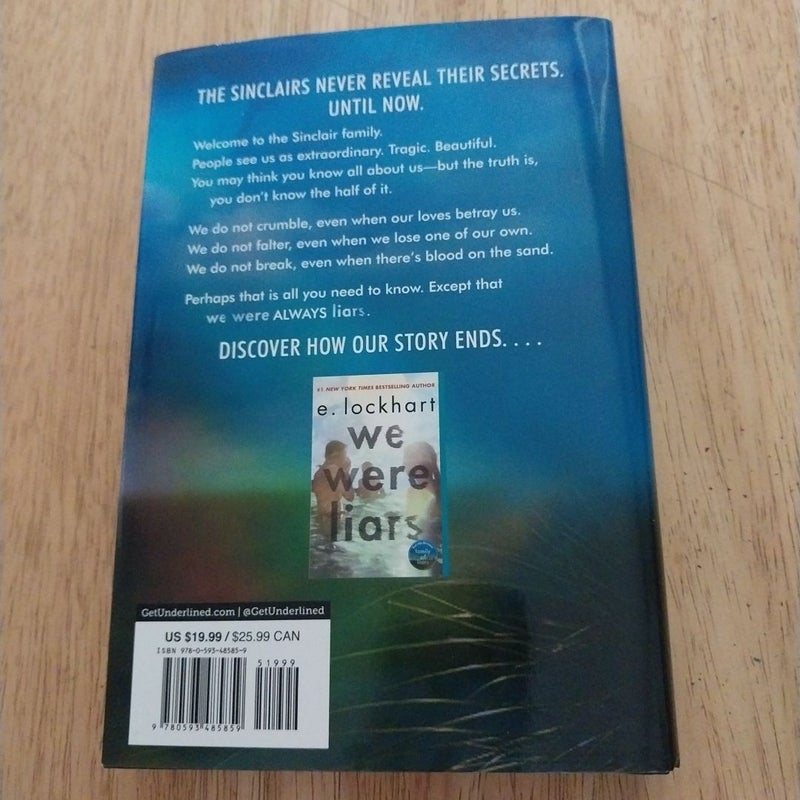 THE SINCLAIRS NEVER REVEAL THEIR SECRETS.
UNTIL NOW.
Welcome to the Sinclair family.
People see us as extraordinary. Tragic. Beautiful.
You may think you know all about us—but the truth is,
you don't know the half of it.
We do not crumble, even when our loves betray us.
We do not falter, even when we lose one of our own.
We do not break, even when there's blood on the sand.
Perhaps that is all you need to know. Except that
we were ALWAYS liars.
DISCOVER HOW OUR STORY ENDS. . . .
#1 NEW YORK TIMES BESTSELLING AUTHOR
e. lockhart
we
were
liars
family
of
liars
GetUnderlined.com | @GetUnderlined
US $19.99 / $25.99 CAN
ISBN 978-0-593-48585-9
51999
9 780593 485859